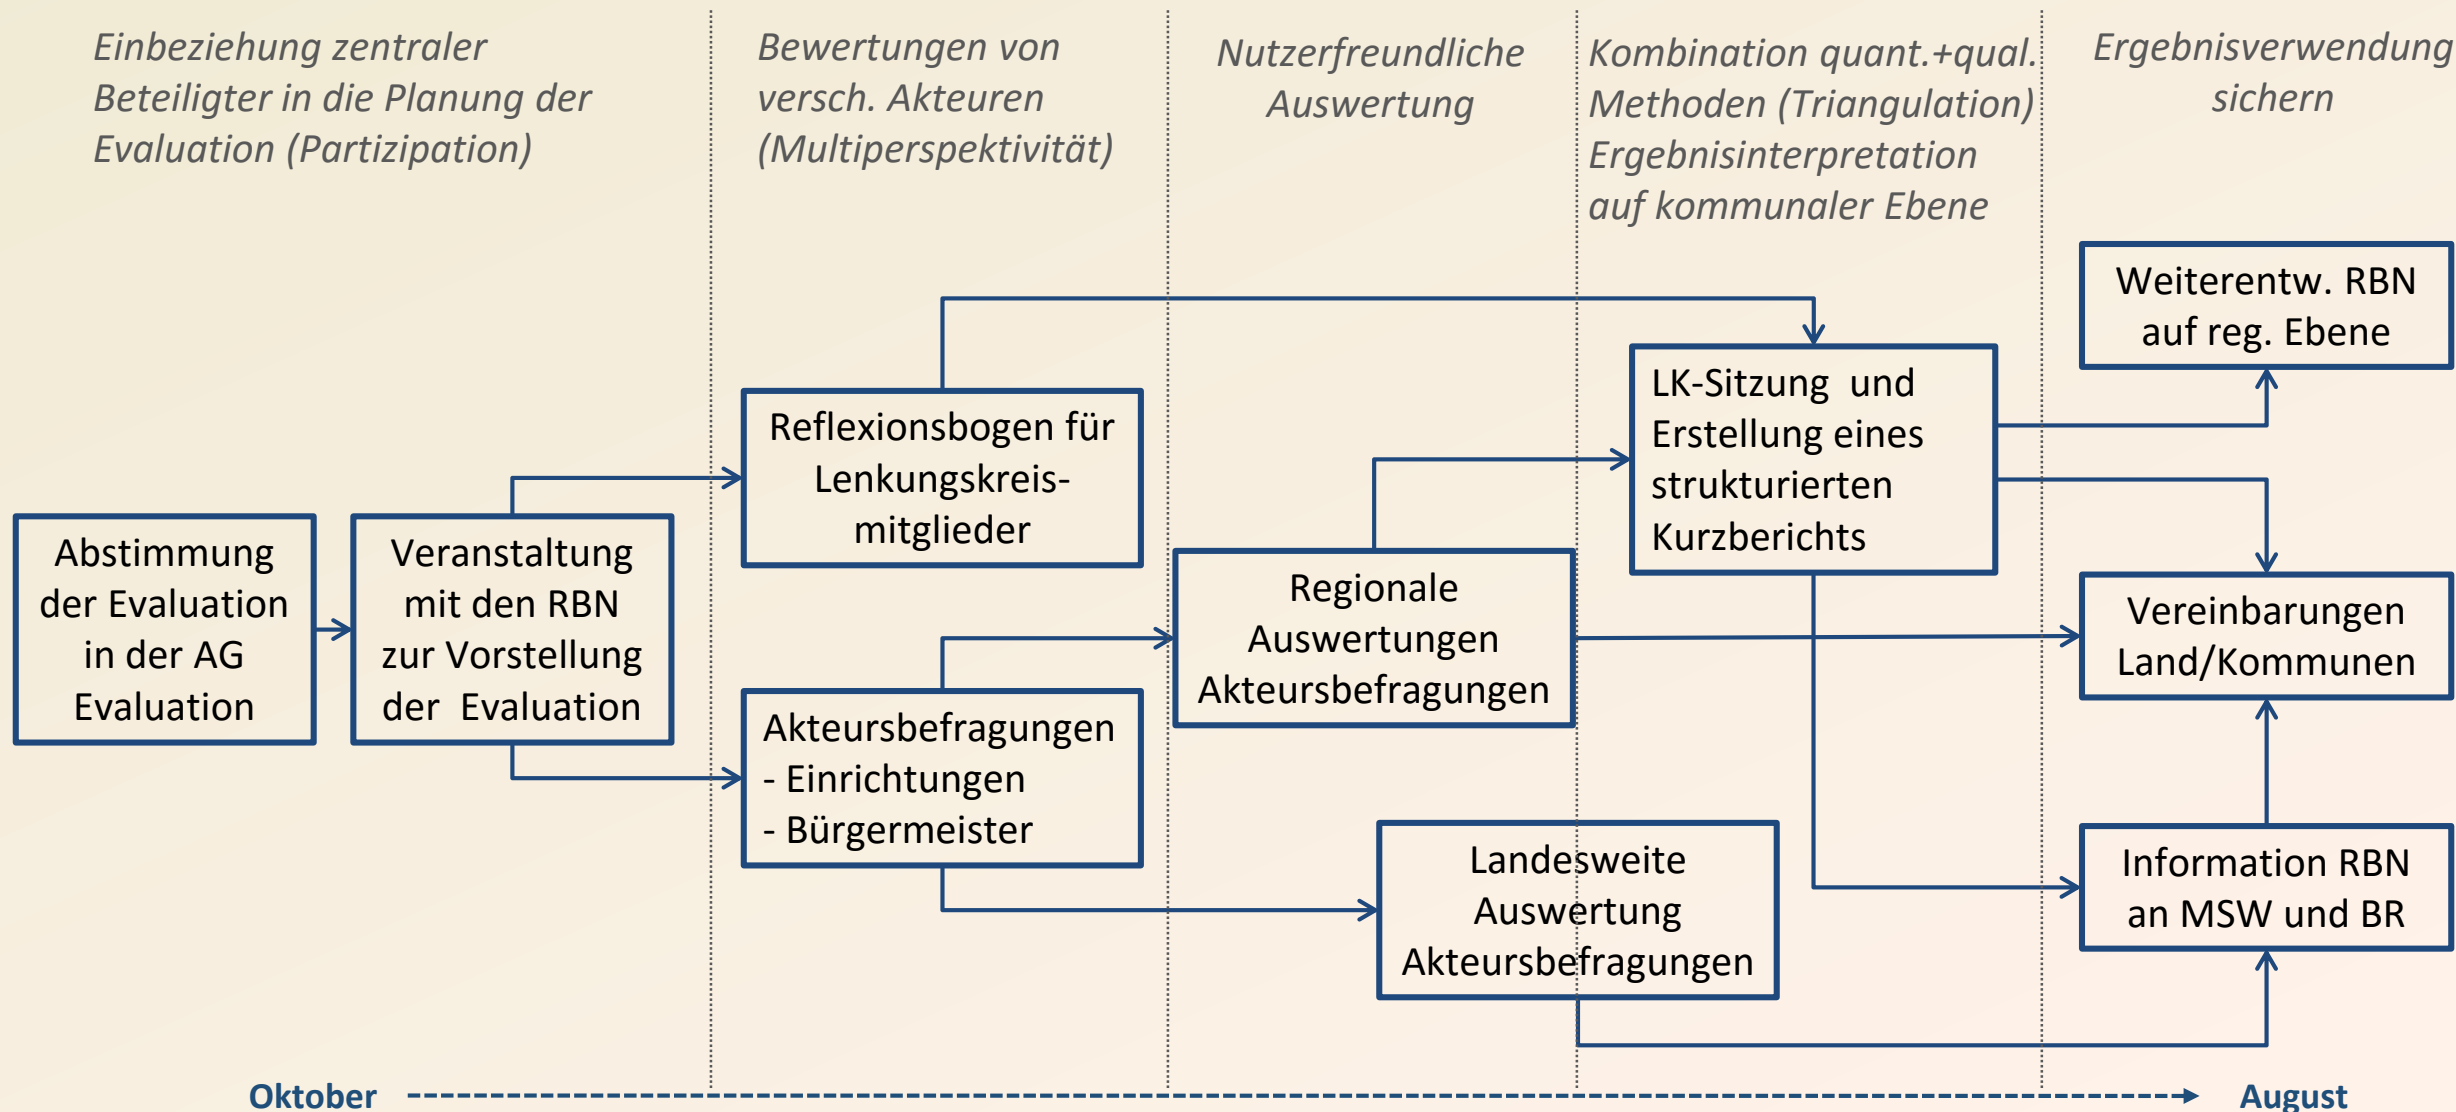 Einbeziehung zentraler
Beteiligter in die Planung der
Evaluation (Partizipation)
Bewertungen von
versch. Akteuren
(Multiperspektivität)
Nutzerfreundliche
Auswertung
Kombination quant.+qual.
Methoden (Triangulation)
Ergebnisinterpretation
auf kommunaler Ebene
Ergebnisverwendung
sichern
Abstimmung
der Evaluation
in der AG
Evaluation
Veranstaltung
mit den RBN
zur Vorstellung
der Evaluation
Reflexionsbogen für
Lenkungskreis-
mitglieder
Akteursbefragungen
- Einrichtungen
- Bürgermeister
Regionale
Auswertungen
Akteursbefragungen
Landesweite
Auswertung
Akteursbefragungen
LK-Sitzung und
Erstellung eines
strukturierten
Kurzberichts
Weiterentw. RBN
auf reg. Ebene
Vereinbarungen
Land/Kommunen
Information RBN
an MSW und BR
Oktober
August